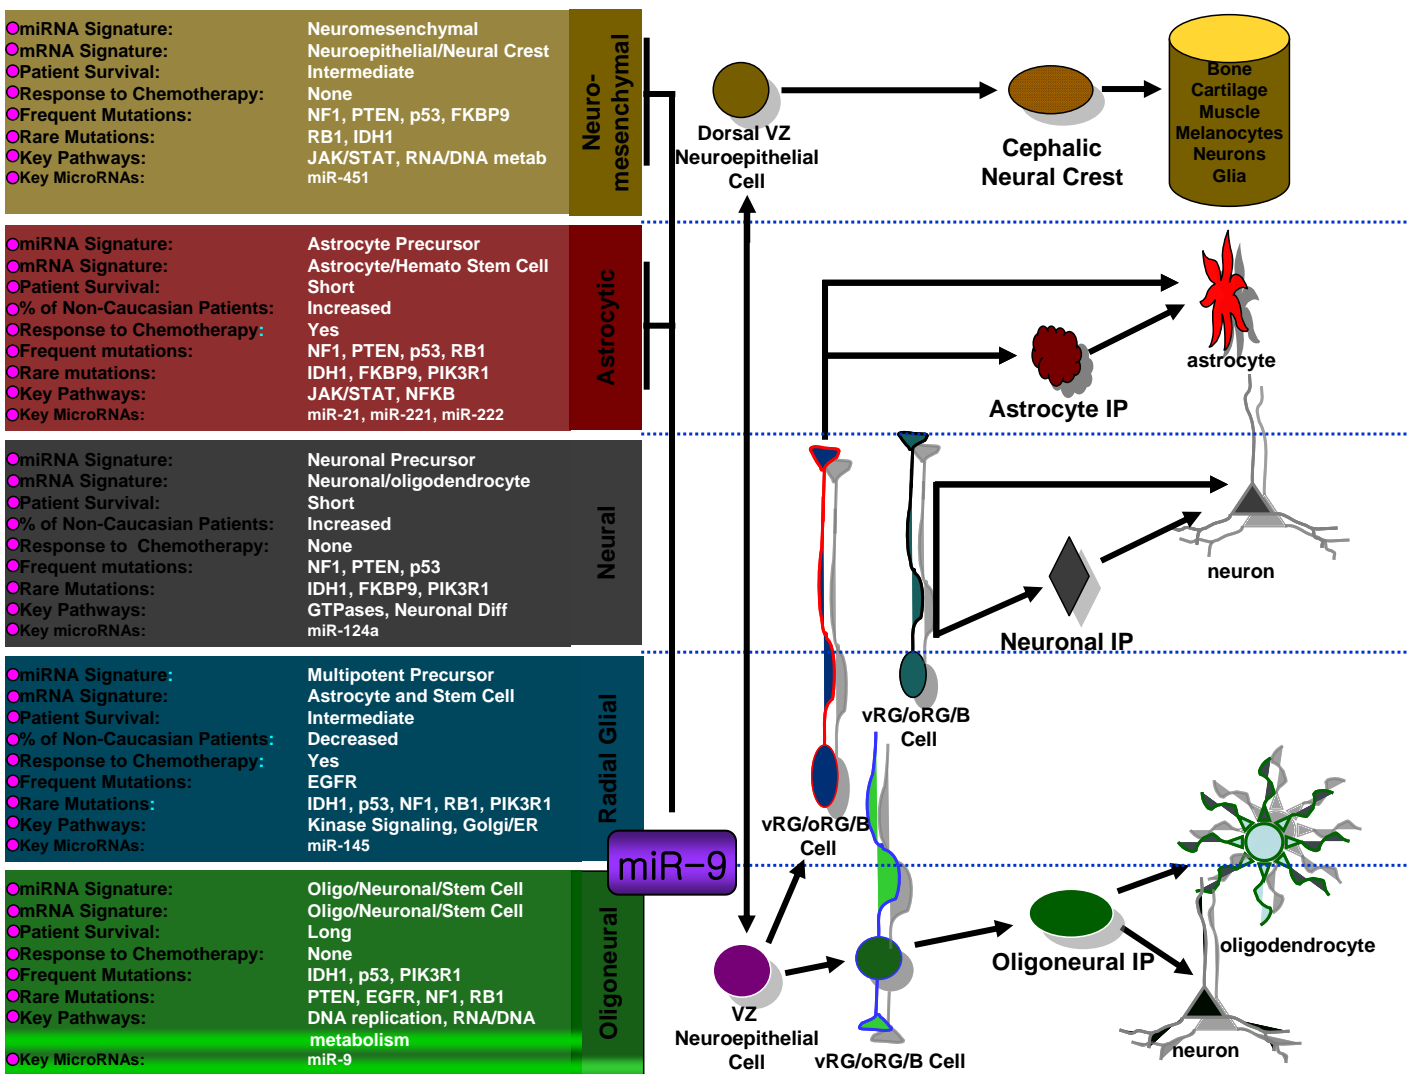 miRNA Signature: Neuromesenchymal
mRNA Signature: Neuroepithelial/Neural Crest
Patient Survival: Intermediate
Response to Chemotherapy: None
Frequent Mutations: NF1, PTEN, p53, FKBP9
Rare Mutations: RB1, IDH1
Key Pathways: JAK/STAT, RNA/DNA metab
Key MicroRNAs: miR-451
Neuro-
mesenchymal
Dorsal VZ
Neuroepithelial
Cell
Cephalic
Neural Crest
Bone
Cartilage
Muscle
Melanocytes
Neurons
Glia
miRNA Signature: Astrocyte Precursor
mRNA Signature: Astrocyte/Hemato Stem Cell
Patient Survival: Short
% of Non-Caucasian Patients: Increased
Response to Chemotherapy: Yes
Frequent mutations: NF1, PTEN, p53, RB1
Rare mutations: IDH1, FKBP9, PIK3R1
Key Pathways: JAK/STAT, NFKB
Key MicroRNAs: miR-21, miR-221, miR-222
Astrocytic
astrocyte
Astrocyte IP
miRNA Signature: Neuronal Precursor
mRNA Signature: Neuronal/oligodendrocyte
Patient Survival: Short
% of Non-Caucasian Patients: Increased
Response to Chemotherapy: None
Frequent mutations: NF1, PTEN, p53
Rare Mutations: IDH1, FKBP9, PIK3R1
Key Pathways: GTPases, Neuronal Diff
Key microRNAs: miR-124a
Neural
neuron
Neuronal IP
miRNA Signature: Multipotent Precursor
mRNA Signature: Astrocyte and Stem Cell
Patient Survival: Intermediate
% of Non-Caucasian Patients: Decreased
Response to Chemotherapy: Yes
Frequent Mutations: EGFR
Rare Mutations: IDH1, p53, NF1, RB1, PIK3R1
Key Pathways: Kinase Signaling, Golgi/ER
Key MicroRNAs: miR-145
Radial Glial
vRG/oRG/B
Cell
vRG/oRG/B
Cell
miR-9
miRNA Signature: Oligo/Neuronal/Stem Cell
mRNA Signature: Oligo/Neuronal/Stem Cell
Patient Survival: Long
Response to Chemotherapy: None
Frequent Mutations: IDH1, p53, PIK3R1
Rare Mutations: PTEN, EGFR, NF1, RB1
Key Pathways: DNA replication, RNA/DNA
metabolism
Key MicroRNAs: miR-9
Oligoneural
VZ
Neuroepithelial
Cell
vRG/oRG/B Cell
Oligoneural IP
oligodendrocyte
neuron